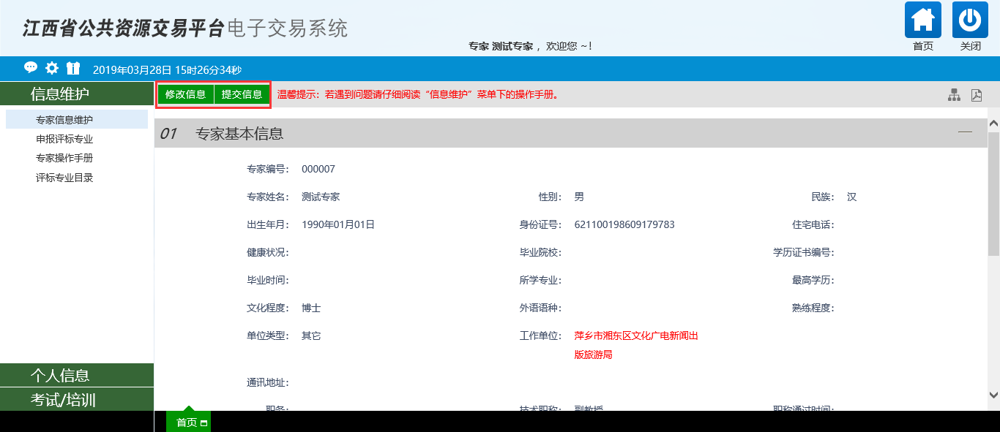 江西省公共资源交易平台电子交易系统
专家 测试专家 ，欢迎您 ~!
首页
关闭
2019年03月28日 15时26分34秒
信息维护
修改信息
提交信息
温馨提示：若遇到问题请仔细阅读“信息维护”菜单下的操作手册。
专家信息维护
申报评标专业
专家操作手册
评标专业目录
01 专家基本信息
专家编号： 000007
专家姓名： 测试专家 性别： 男 民族： 汉
出生年月： 1990年01月01日 身份证号： 621100198609179783 住宅电话：
健康状况： 毕业院校： 学历证书编号：
毕业时间： 所学专业： 最高学历：
文化程度： 博士 外语语种： 熟练程度：
单位类型： 其它 工作单位： 萍乡市湘东区文化广电新闻出
版旅游局
通讯地址：
职务： 技术职称： 副教授 职称通过时间：
个人信息
考试/培训
首页